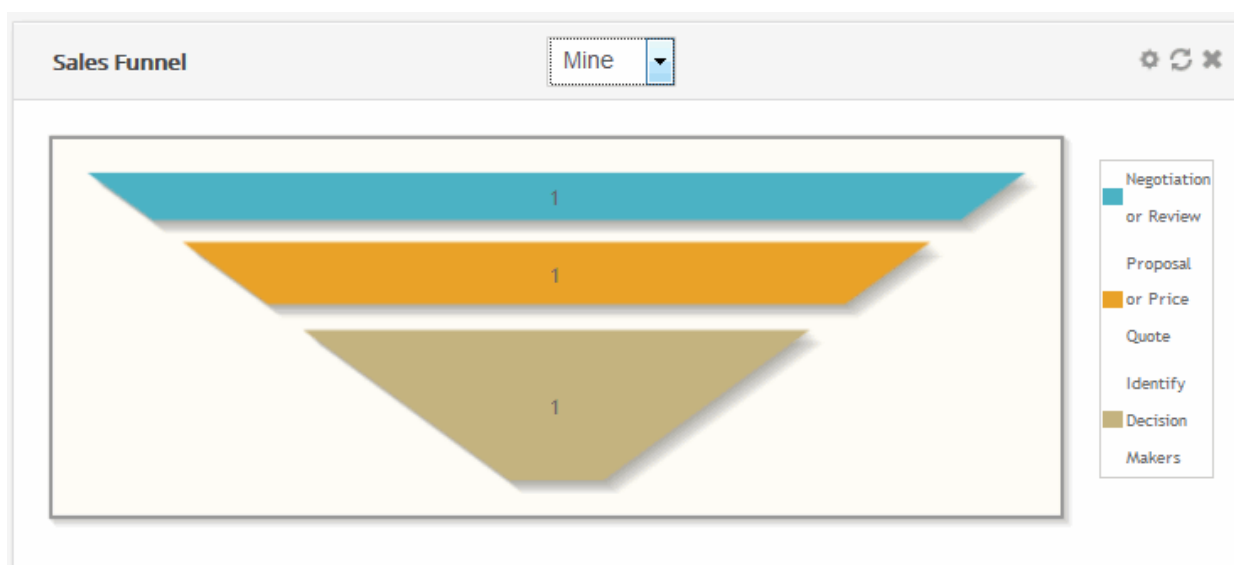 Sales Funnel
Mine
1
1
1
Negotiation
or Review
Proposal
or Price
Quote
Identify
Decision
Makers